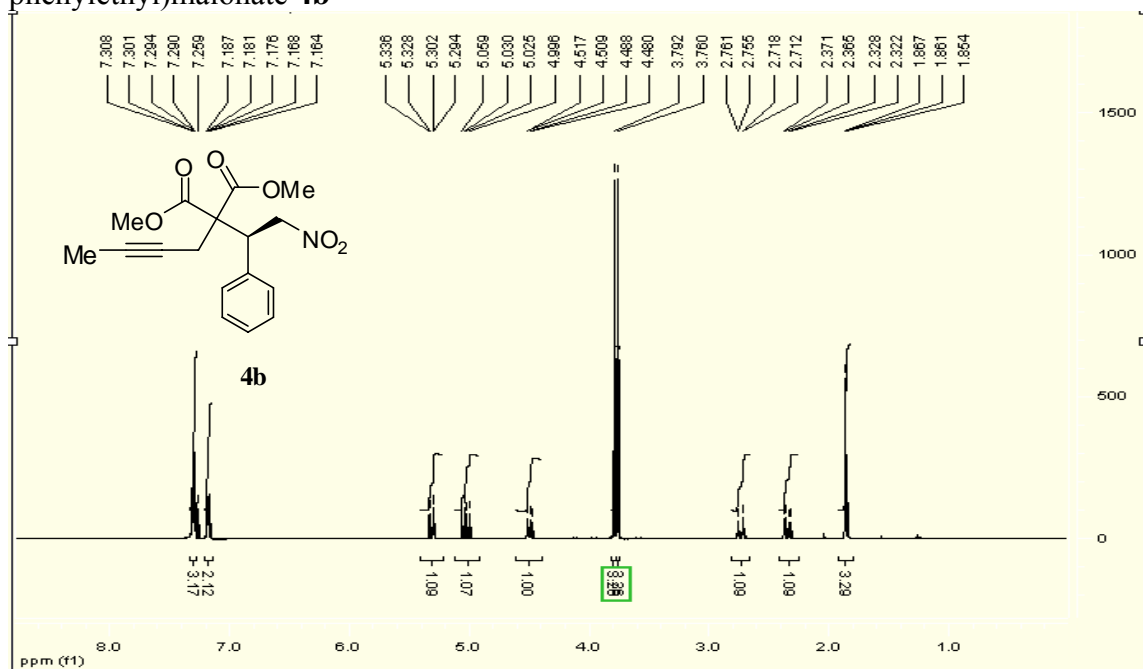 phenylethyl)malonate 4b
7.308 7.301 7.294 7.290 7.259 7.187 7.181 7.176 7.168 7.164 5.336 5.328 5.302 5.294 5.059 5.030 5.025 4.996 4.517 4.509 4.488 4.480 3.792 3.760 2.761 2.755 2.718 2.712 2.371 2.365 2.328 2.322 1.867 1.861 1.854
1500
O O
OMe
MeO
NO2
Me
4b
1000
500
0
3.17 2.12 1.09 1.07 1.00 1.09 1.09 3.29
8.0 7.0 6.0 5.0 4.0 3.0 2.0 1.0
ppm (f1)